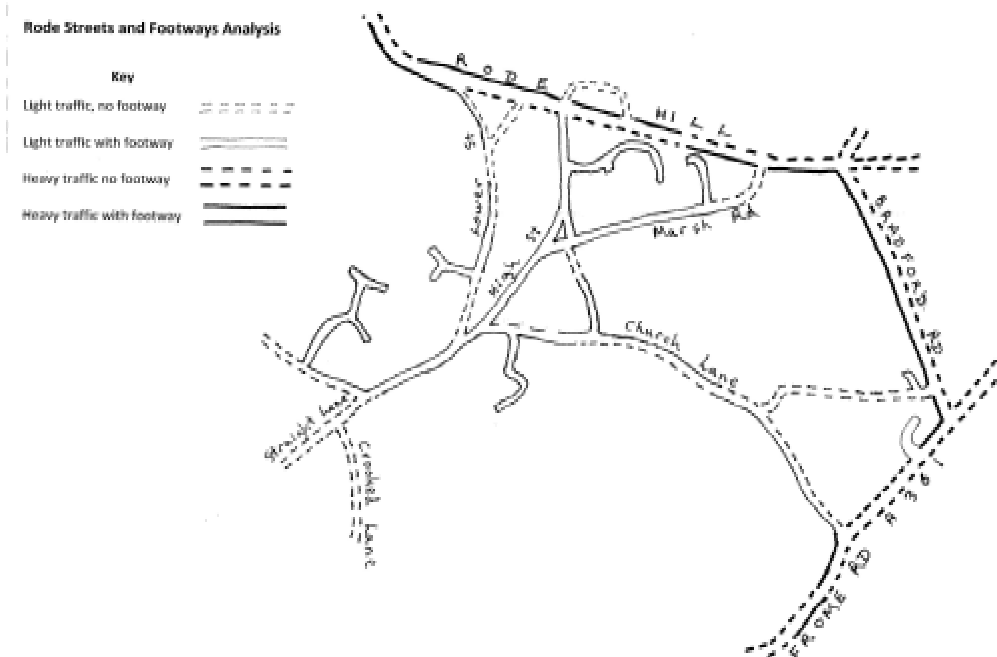 Rode Streets and Footways Analysis
Key
Light traffic, no footway
Light traffic with footway
Heavy traffic no footway
Heavy traffic with footway
RODE HILL
Lower St
High St
Marsh Rd
BRADFORD RD
Church Lane
Straight Lane
Crooked Lane
FROME RD